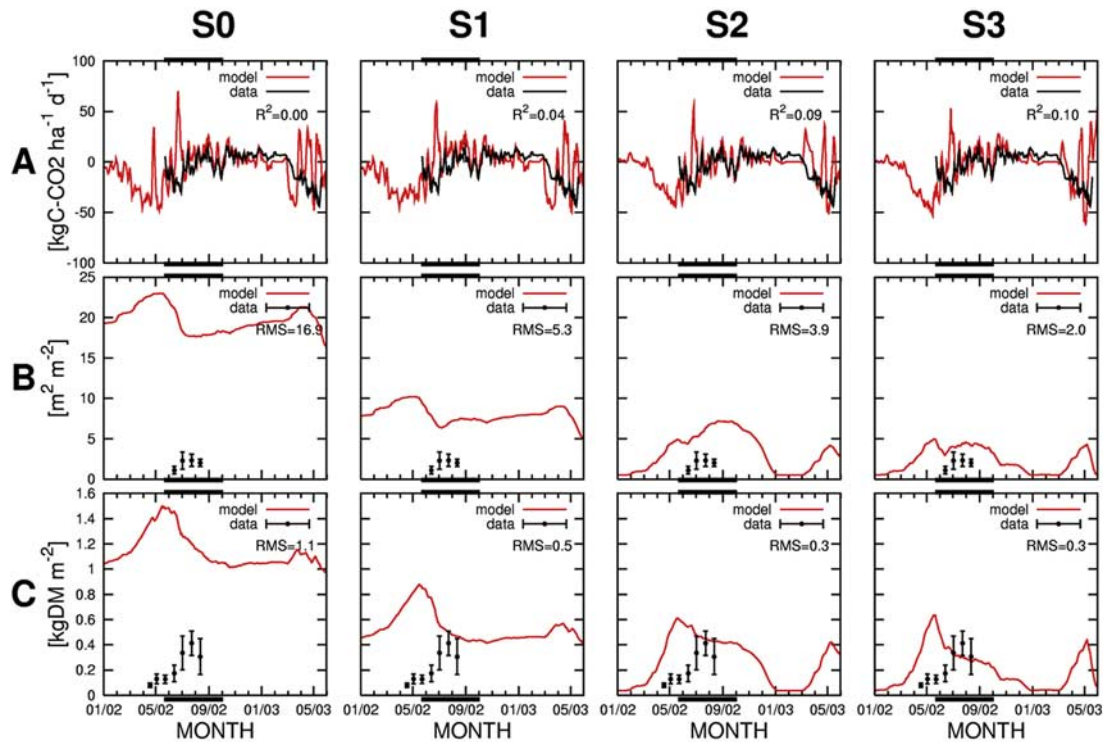 S0 S1 S2 S3
A
[kgC-CO2 ha⁻¹ d⁻¹]
100
50
0
-50
-100
model
data
R²=0.00
model
data
R²=0.04
model
data
R²=0.09
model
data
R²=0.10
B
[m² m⁻²]
25
20
15
10
5
0
model
data
RMS=16.9
model
data
RMS=5.3
model
data
RMS=3.9
model
data
RMS=2.0
C
[kgDM m⁻²]
1.6
1.4
1.2
1
0.8
0.6
0.4
0.2
0
model
data
RMS=1.1
model
data
RMS=0.5
model
data
RMS=0.3
model
data
RMS=0.3
01/02 05/02 09/02 01/03 05/03 01/02 05/02 09/02 01/03 05/03 01/02 05/02 09/02 01/03 05/03 01/02 05/02 09/02 01/03 05/03
MONTH MONTH MONTH MONTH